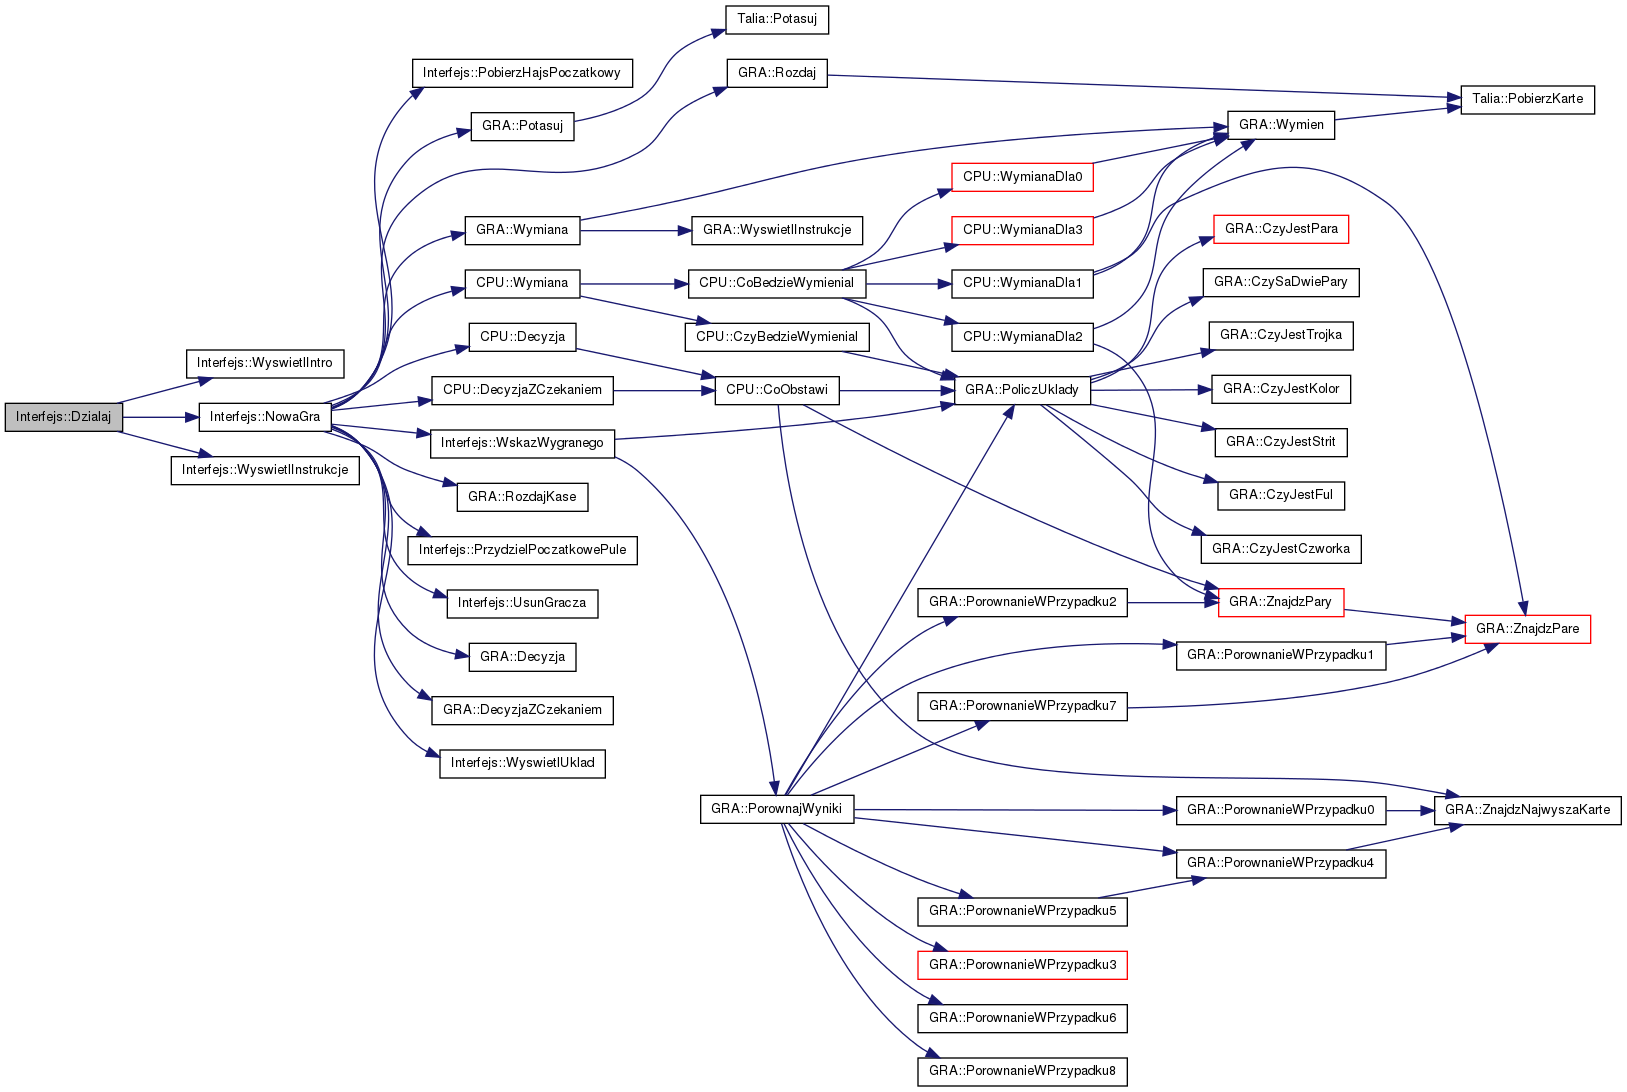 Talia::Potasuj
Interfejs::PobierzHajsPoczatkowy
GRA::Rozdaj
Talia::PobierzKarte
GRA::Potasuj
GRA::Wymien
CPU::WymianaDla0
GRA::Wymiana
GRA::WyswietlInstrukcje
CPU::WymianaDla3
GRA::CzyJestPara
CPU::Wymiana
CPU::CoBedzieWymienial
CPU::WymianaDla1
GRA::CzySaDwiePary
CPU::Decyzja
CPU::CzyBedzieWymienial
CPU::WymianaDla2
GRA::CzyJestTrojka
Interfejs::WyswietlIntro
CPU::DecyzjaZCzekaniem
CPU::CoObstawi
GRA::PoliczUklady
GRA::CzyJestKolor
Interfejs::Dzialaj
Interfejs::NowaGra
Interfejs::WskazWygranego
GRA::CzyJestStrit
Interfejs::WyswietlInstrukcje
GRA::RozdajKase
GRA::CzyJestFul
Interfejs::PrzydzielPoczatkowePule
GRA::CzyJestCzworka
Interfejs::UsunGracza
GRA::PorownanieWPrzypadku2
GRA::ZnajdzPary
GRA::ZnajdzPare
GRA::Decyzja
GRA::PorownanieWPrzypadku1
GRA::DecyzjaZCzekaniem
GRA::PorownanieWPrzypadku7
Interfejs::WyswietlUklad
GRA::PorownajWyniki
GRA::PorownanieWPrzypadku0
GRA::ZnajdzNajwyszaKarte
GRA::PorownanieWPrzypadku4
GRA::PorownanieWPrzypadku5
GRA::PorownanieWPrzypadku3
GRA::PorownanieWPrzypadku6
GRA::PorownanieWPrzypadku8